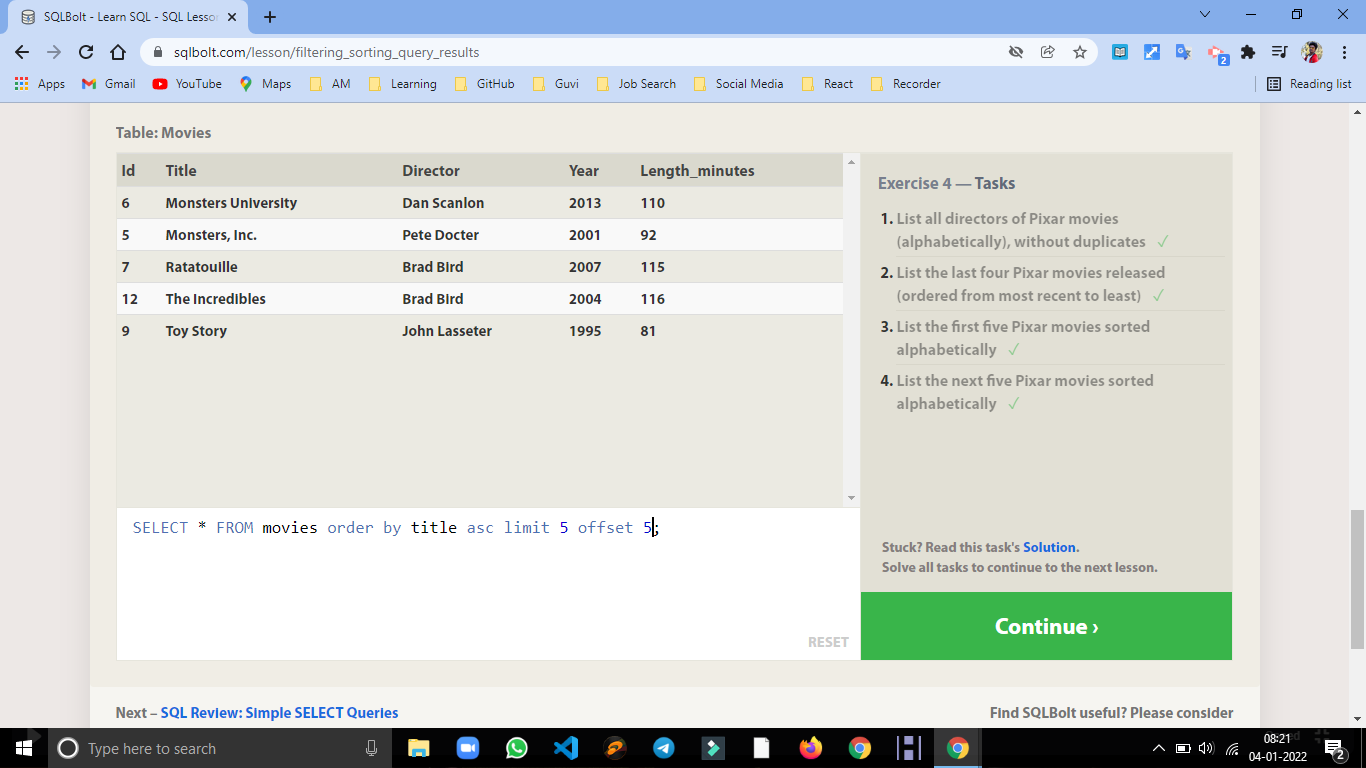 SQLBolt - Learn SQL - SQL Lesson
sqlbolt.com/lesson/filtering_sorting_query_results
2
Apps Gmail YouTube Maps AM Learning GitHub Guvi Job Search Social Media React Recorder Reading list
Table: Movies
Id Title Director Year Length_minutes
6 Monsters University Dan Scanlon 2013 110
5 Monsters, Inc. Pete Docter 2001 92
7 Ratatouille Brad Bird 2007 115
12 The Incredibles Brad Bird 2004 116
9 Toy Story John Lasseter 1995 81
SELECT * FROM movies order by title asc limit 5 offset 5;
RESET
Exercise 4 — Tasks
1. List all directors of Pixar movies
(alphabetically), without duplicates ✓
2. List the last four Pixar movies released
(ordered from most recent to least) ✓
3. List the first five Pixar movies sorted
alphabetically ✓
4. List the next five Pixar movies sorted
alphabetically ✓
Stuck? Read this task's Solution.
Solve all tasks to continue to the next lesson.
Continue ›
Next – SQL Review: Simple SELECT Queries
Find SQLBolt useful? Please consider
Type here to search
08:21
04-01-2022
2